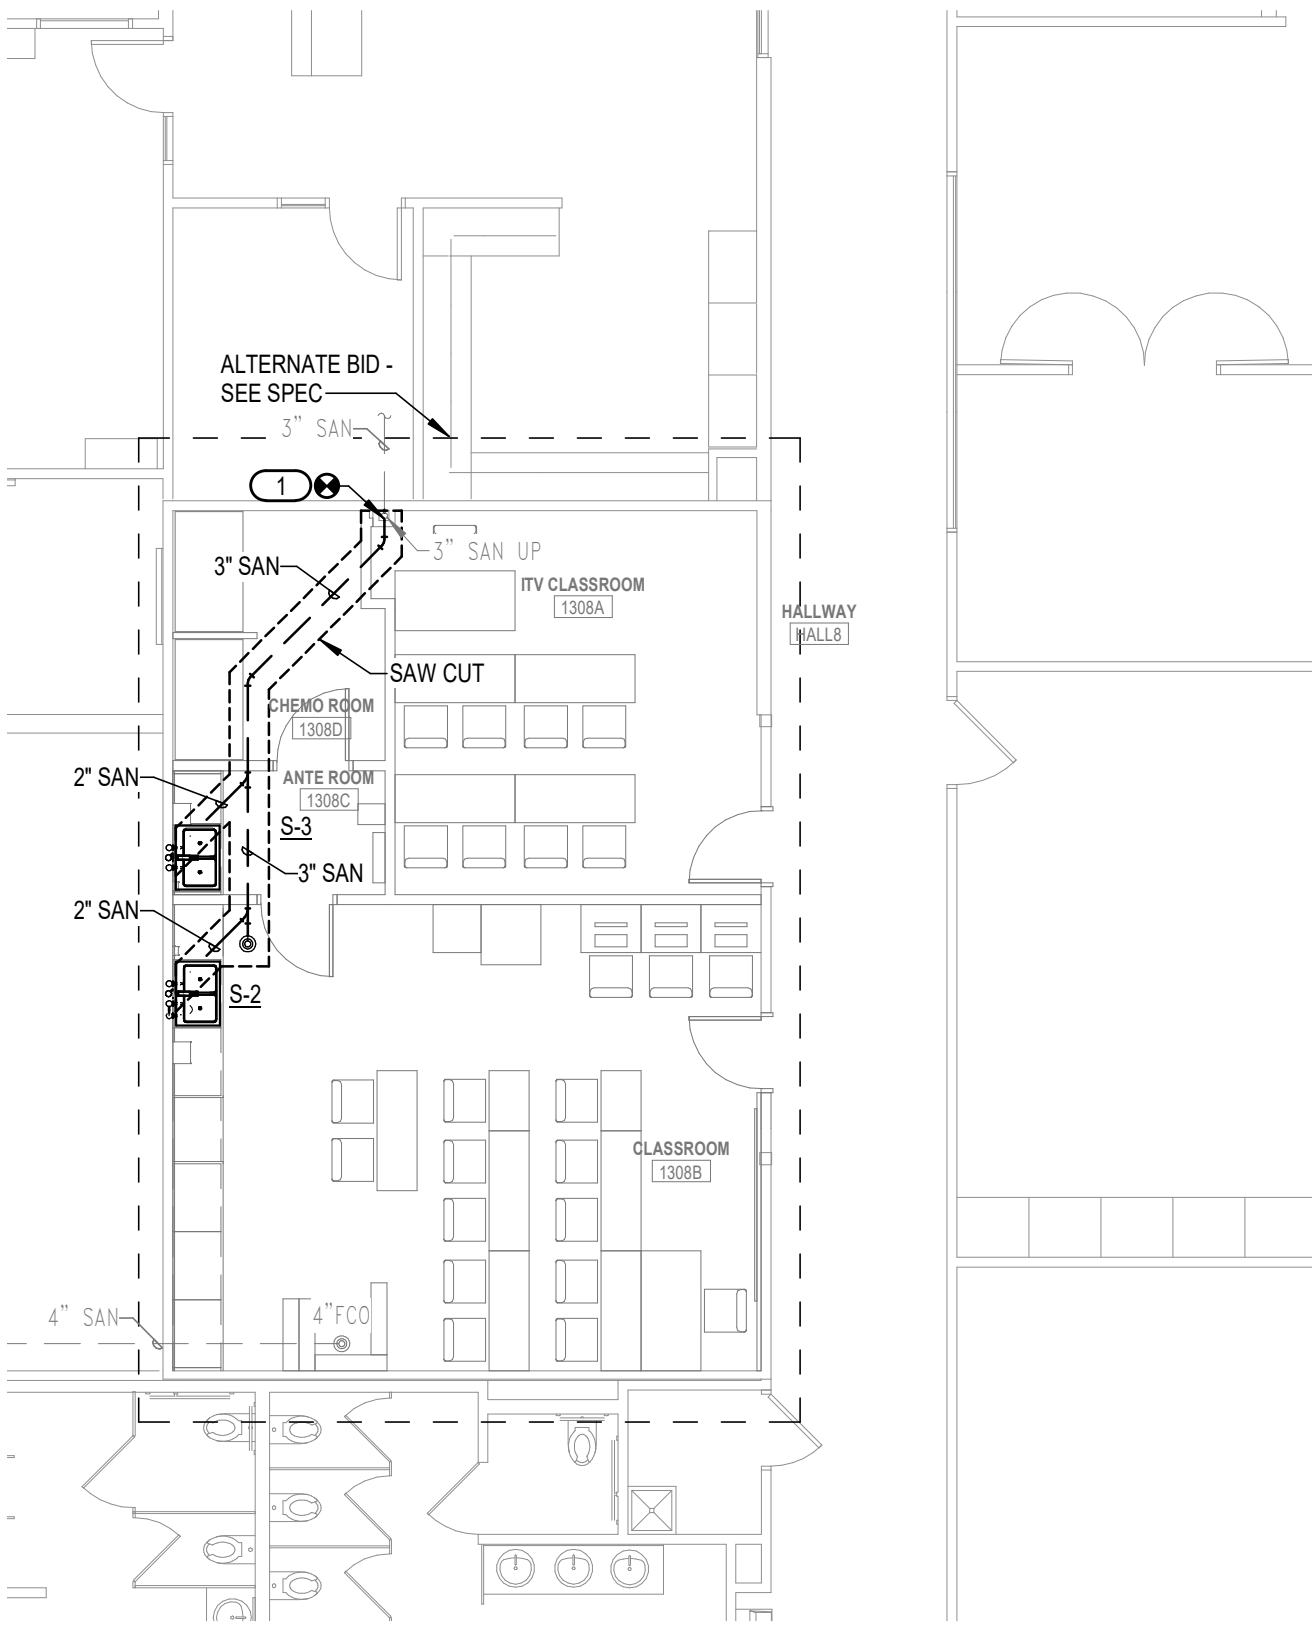 ALTERNATE BID -
SEE SPEC
3” SAN
1
3” SAN UP
3" SAN
ITV CLASSROOM
1308A
HALLWAY
HALL8
SAW CUT
CHEMO ROOM
1308D
2" SAN
ANTE ROOM
1308C
S-3
3" SAN
2" SAN
S-2
CLASSROOM
1308B
4” SAN
4”FCO